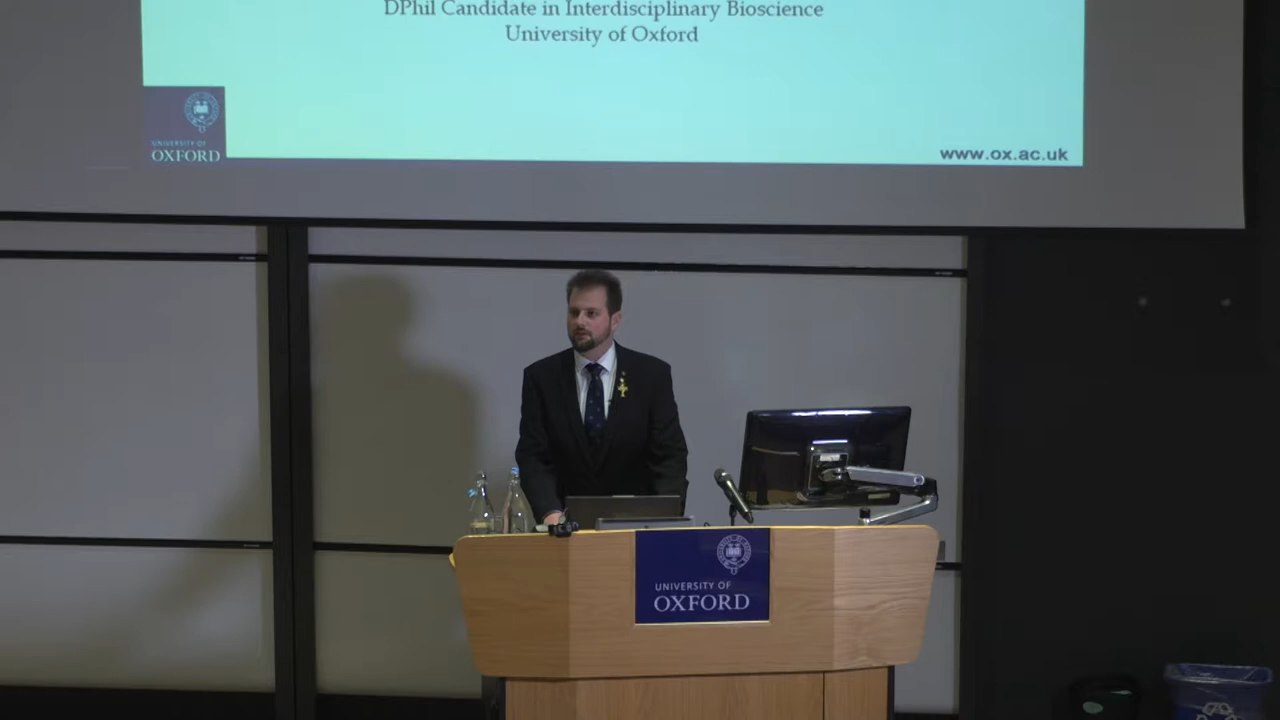 DPhil Candidate in Interdisciplinary Bioscience
University of Oxford
UNIVERSITY OF
OXFORD
www.ox.ac.uk
UNIVERSITY OF
OXFORD